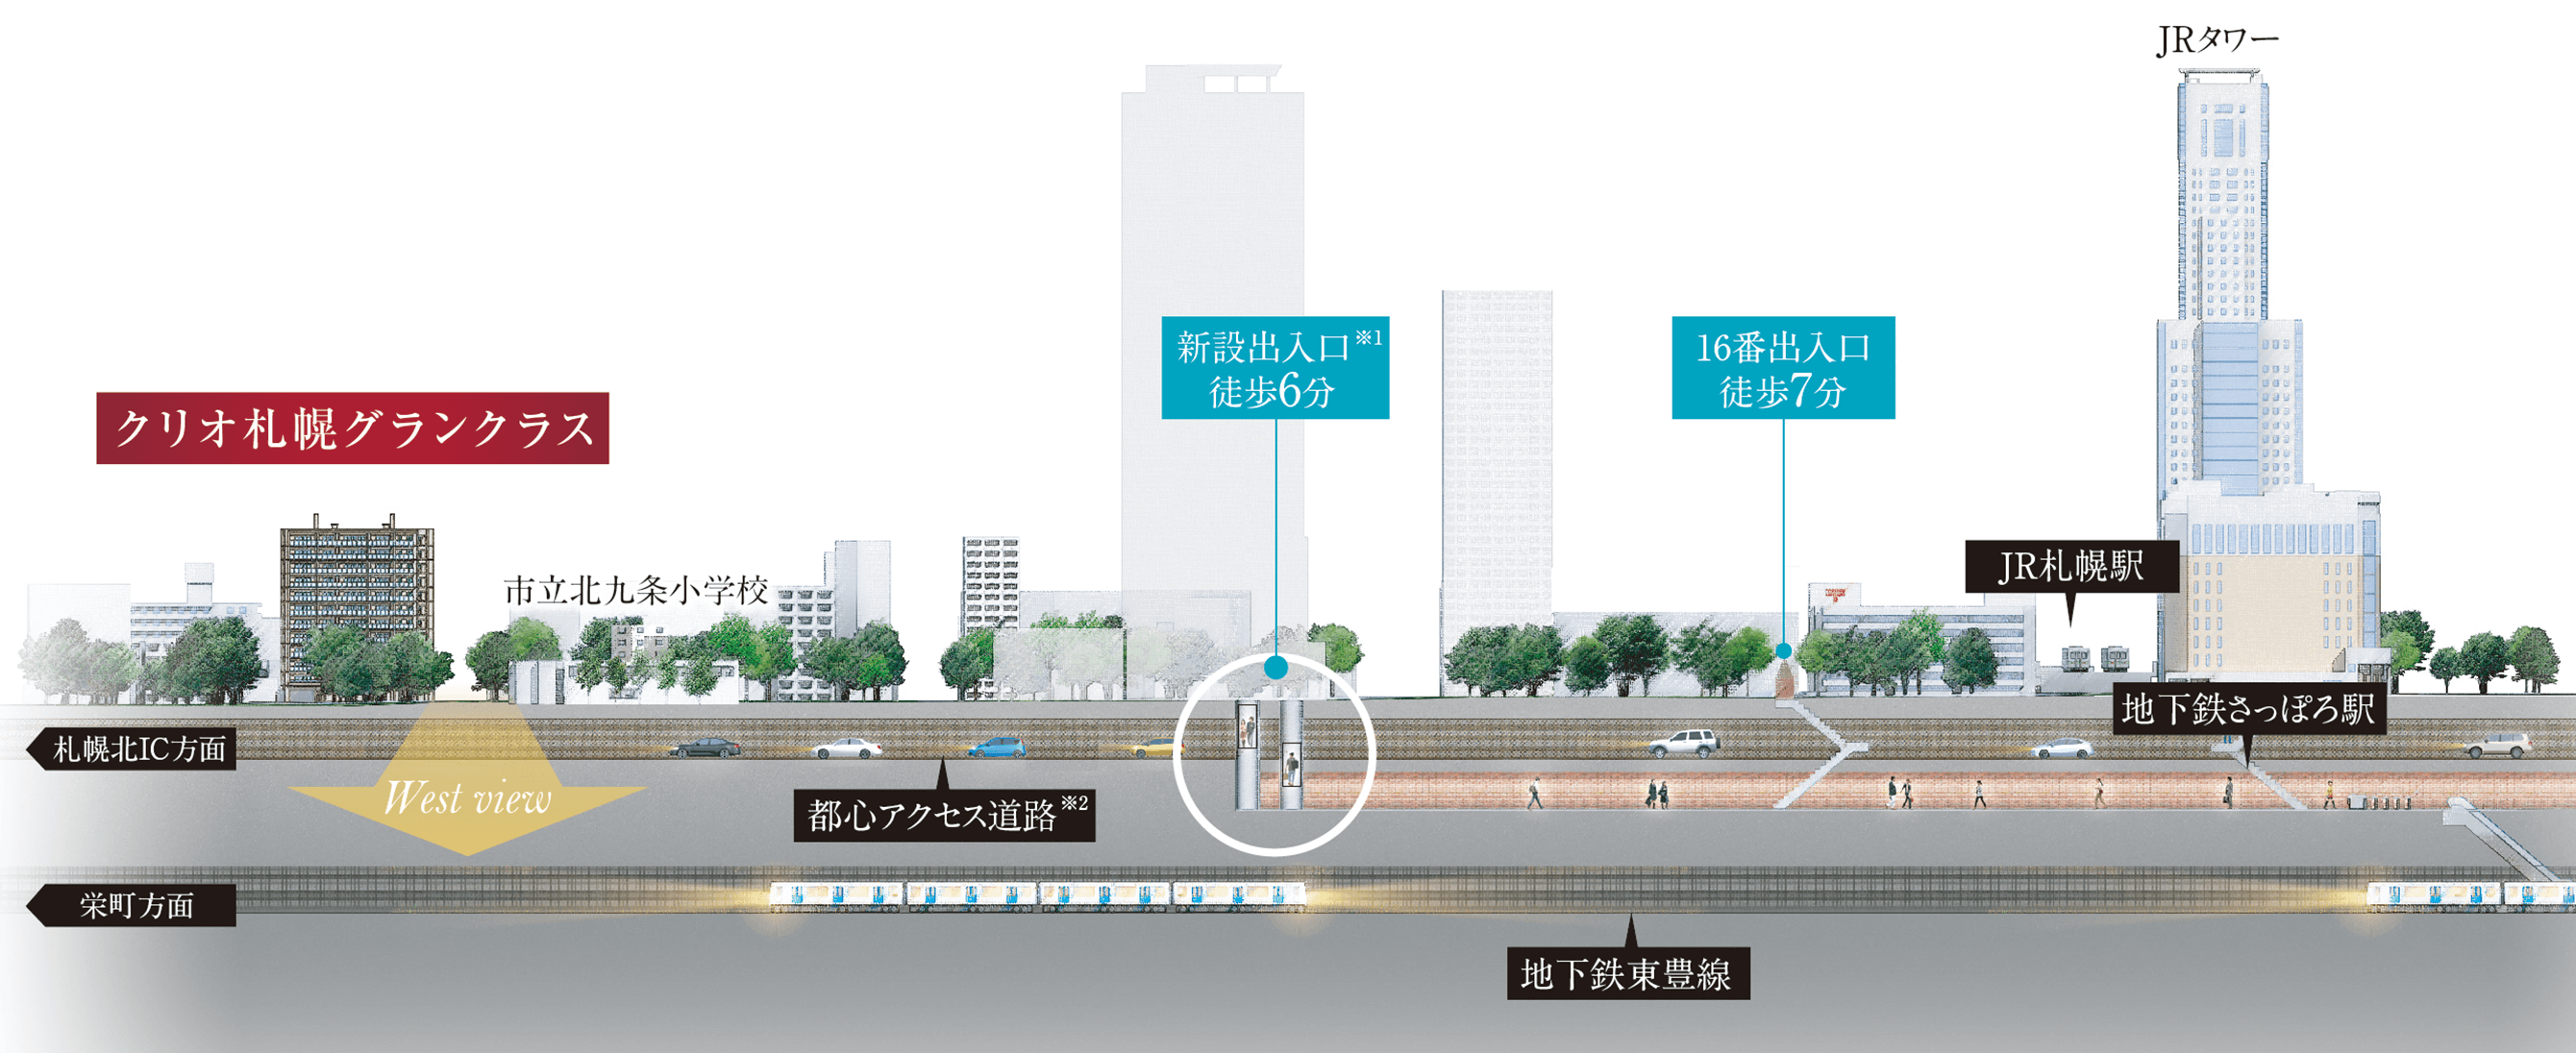 JRタワー
新設出入口※1
徒歩6分
16番出入口
徒歩7分
クリオ札幌グランクラス
JR札幌駅
市立北九条小学校
地下鉄さっぽろ駅
札幌北IC方面
West view
都心アクセス道路※2
栄町方面
地下鉄東豊線